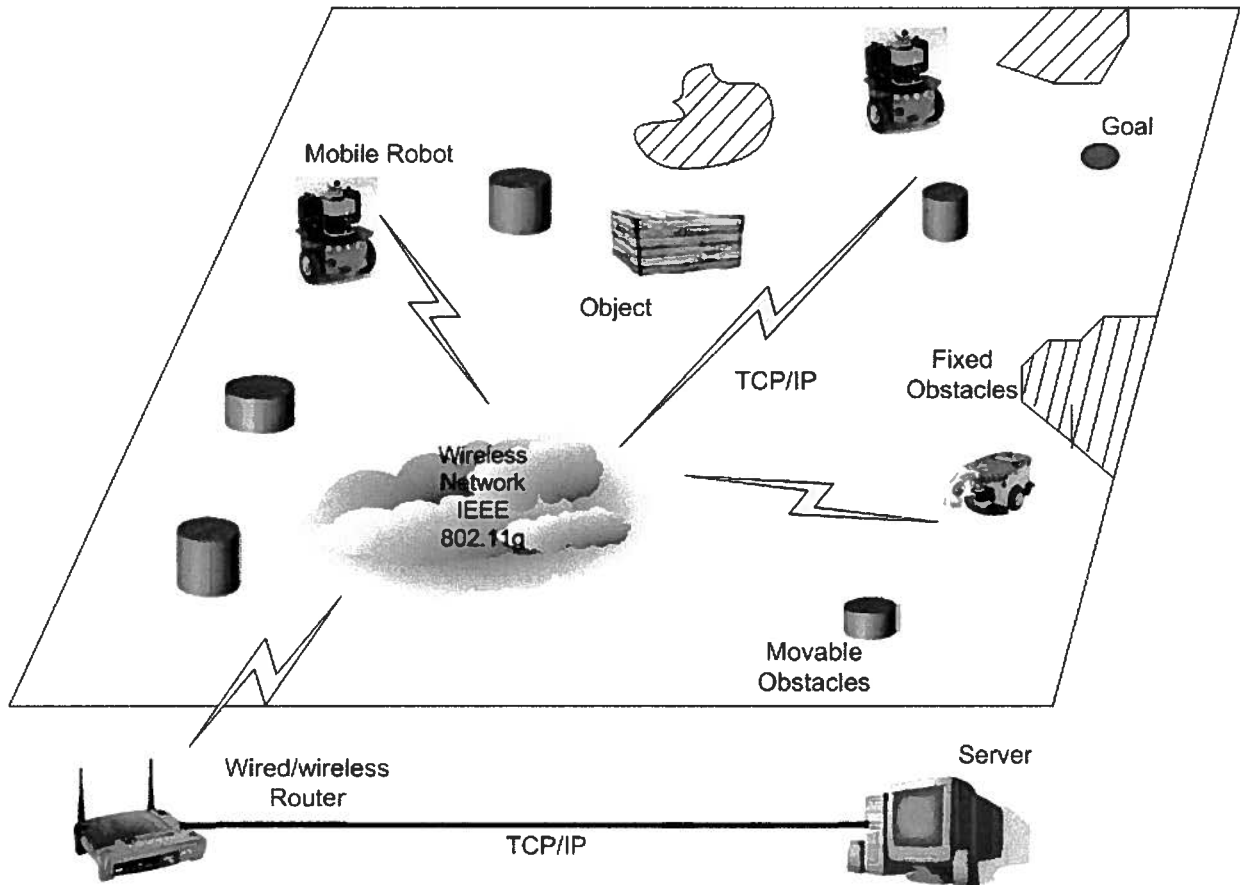 Goal
Mobile Robot
Object
TCP/IP
Fixed
Obstacles
Wireless
Network
IEEE
802.11g
Movable
Obstacles
Wired/wireless
Router
Server
TCP/IP